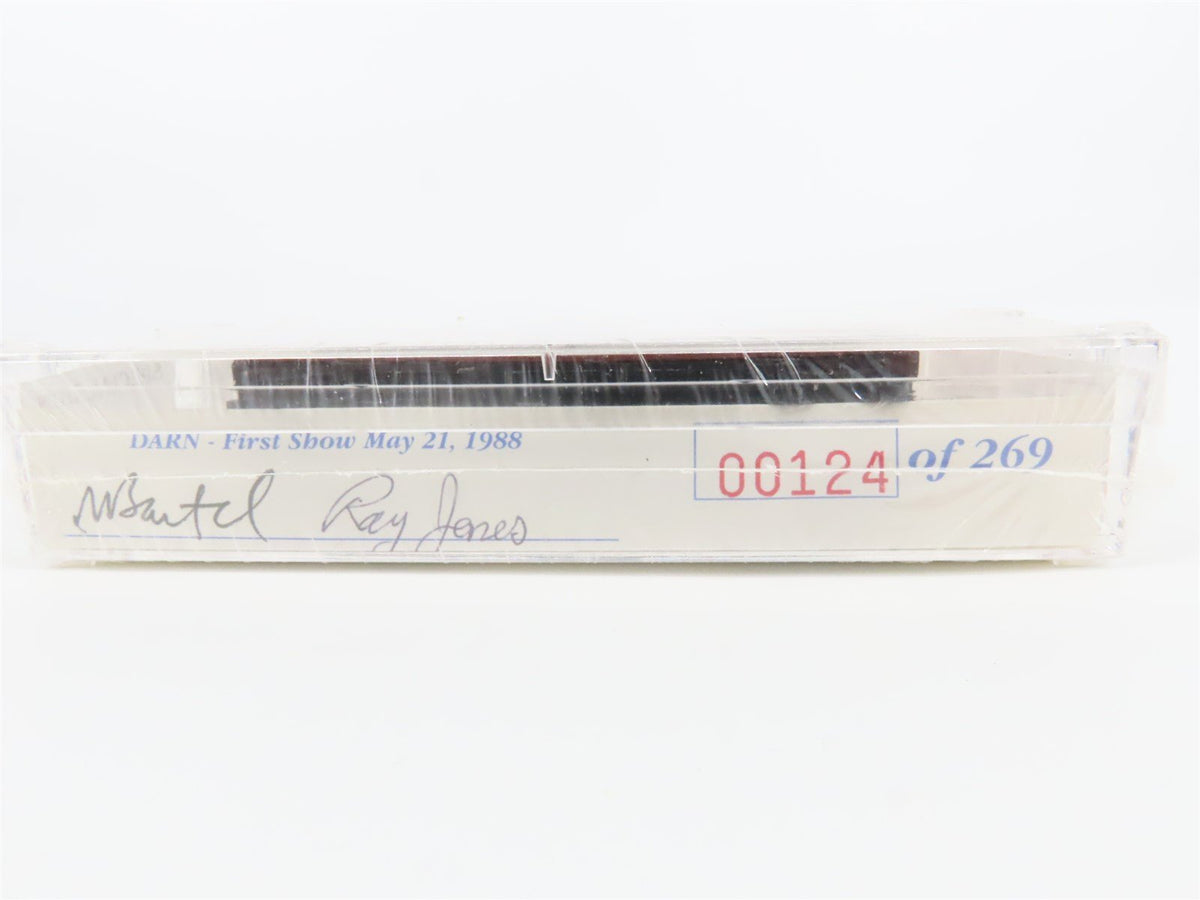 DARN - First Show May 21, 1988
00124 of 269
Ray Jones